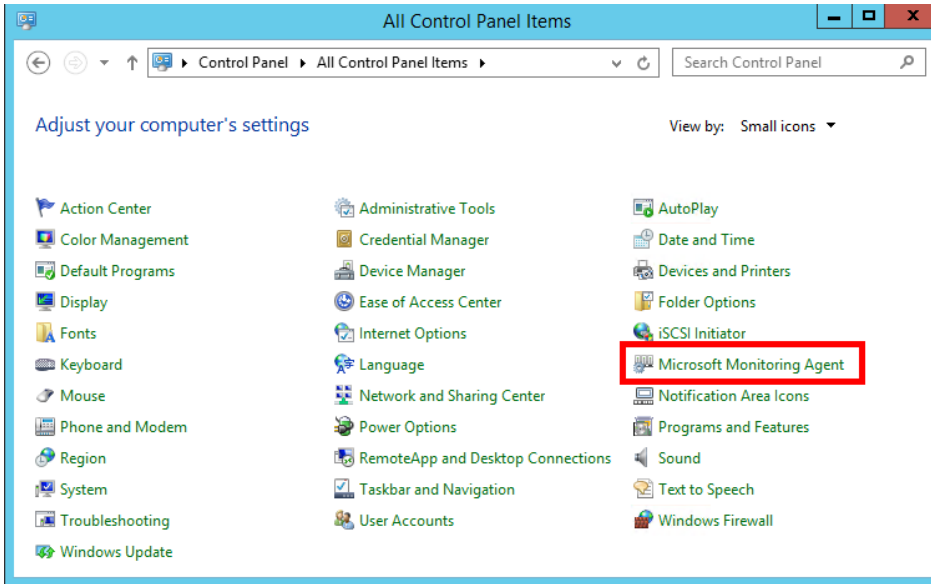 All Control Panel Items
Control Panel All Control Panel Items Search Control Panel
Adjust your computer's settings View by: Small icons
Action Center Administrative Tools AutoPlay
Color Management Credential Manager Date and Time
Default Programs Device Manager Devices and Printers
Display Ease of Access Center Folder Options
Fonts Internet Options iSCSI Initiator
Keyboard Language Microsoft Monitoring Agent
Mouse Network and Sharing Center Notification Area Icons
Phone and Modem Power Options Programs and Features
Region RemoteApp and Desktop Connections Sound
System Taskbar and Navigation Text to Speech
Troubleshooting User Accounts Windows Firewall
Windows Update